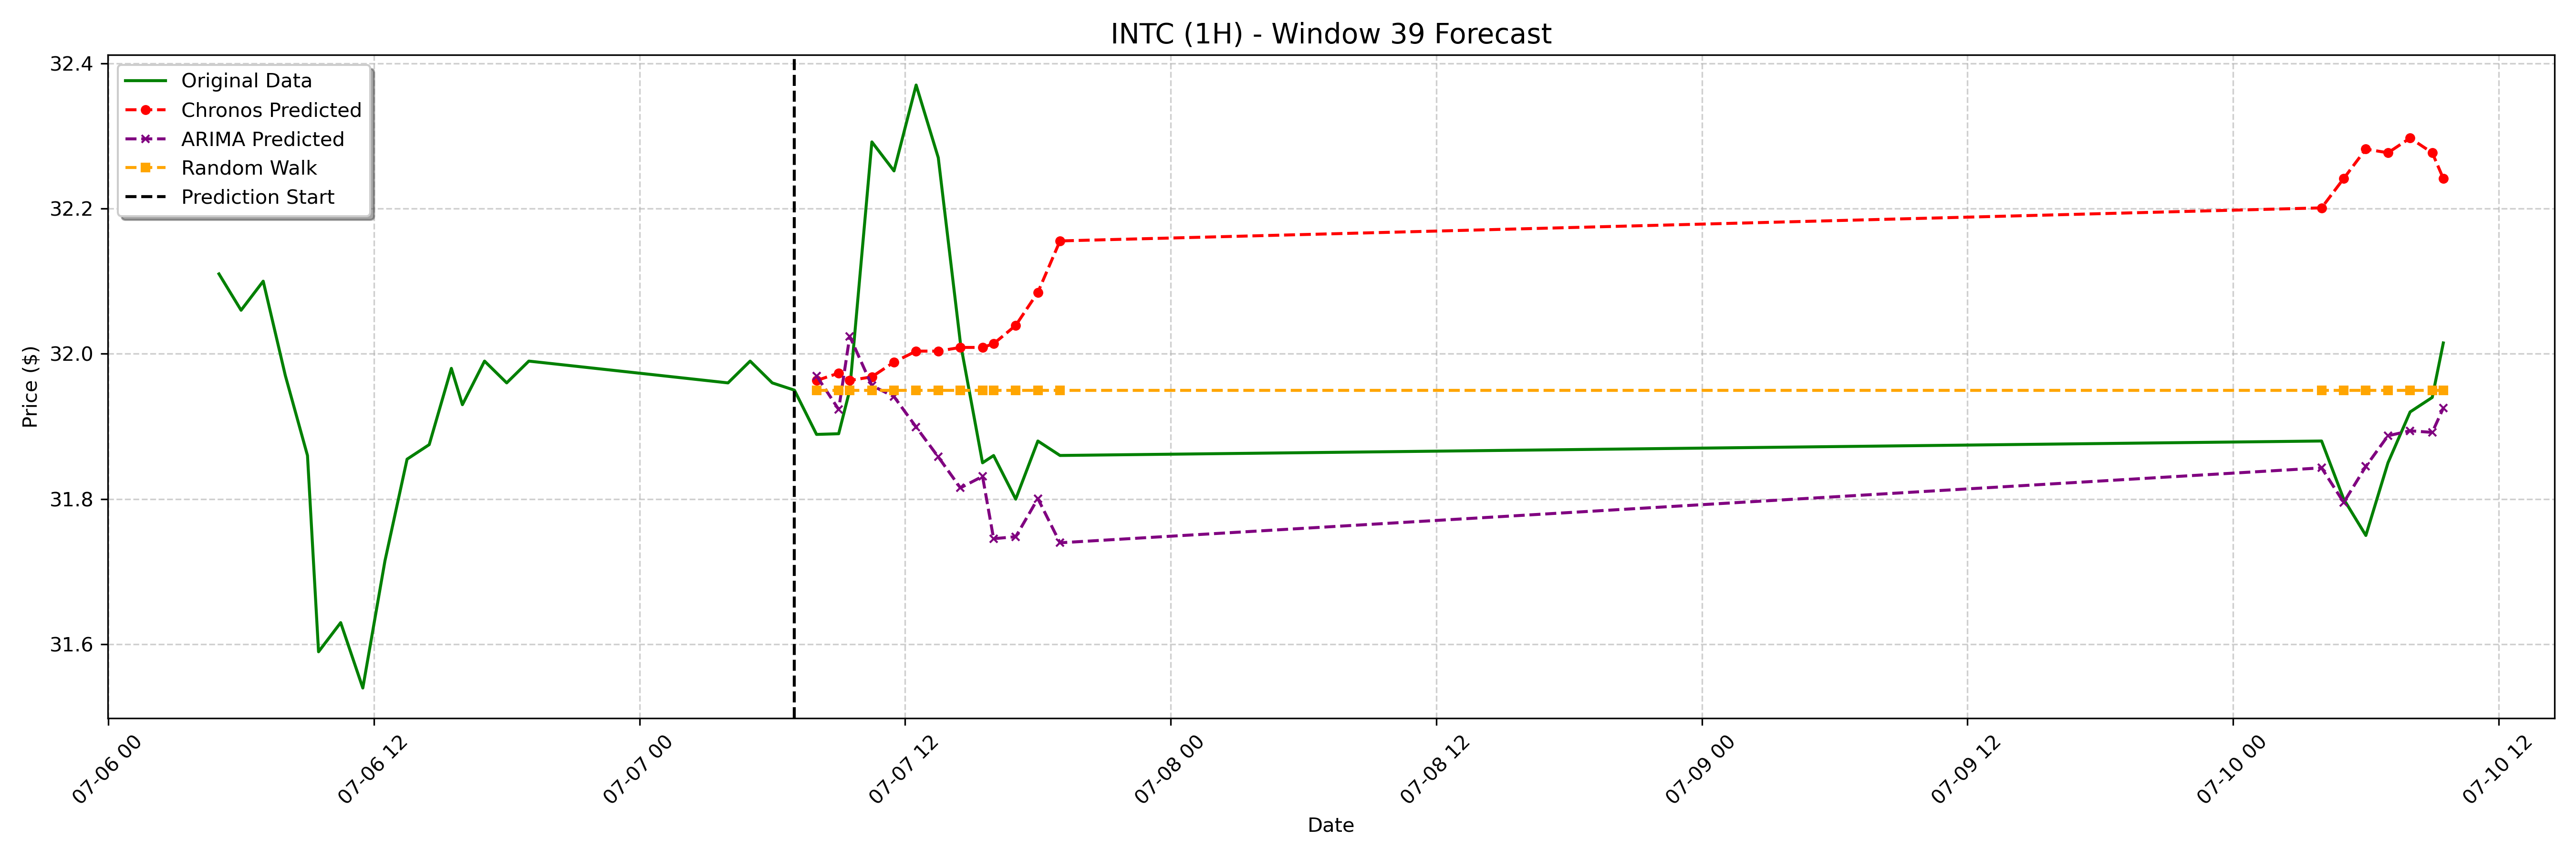 INTC (1H) - Window 39 Forecast
Original Data
Chronos Predicted
ARIMA Predicted
Random Walk
Prediction Start
Price ($)
32.4
32.2
32.0
31.8
31.6
07-06 00
07-06 12
07-07 00
07-07 12
07-08 00
07-08 12
07-09 00
07-09 12
07-10 00
07-10 12
Date